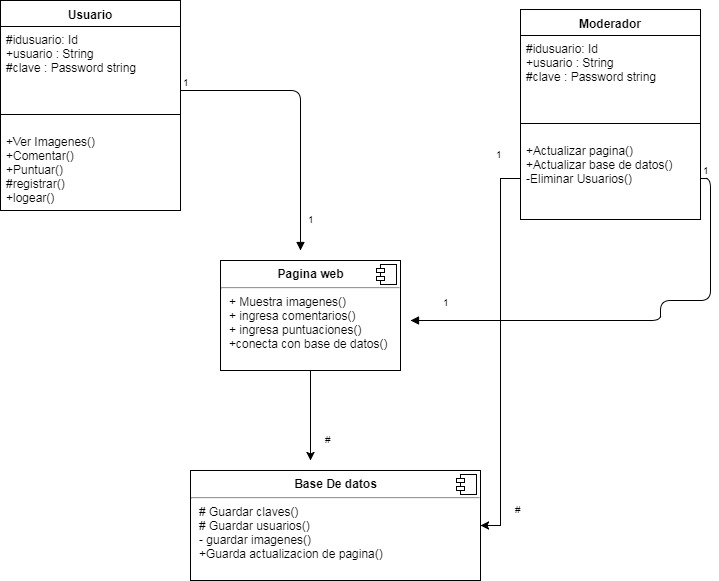 Usuario
#idusuario: Id
+usuario : String
#clave : Password string
+Ver Imagenes()
+Comentar()
+Puntuar()
#registrar()
+logear()
1
1
Moderador
#idusuario: Id
+usuario : String
#clave : Password string
+Actualizar pagina()
+Actualizar base de datos()
-Eliminar Usuarios()
1
1
1
Pagina web
+ Muestra imagenes()
+ ingresa comentarios()
+ ingresa puntuaciones()
+conecta con base de datos()
#
Base De datos
# Guardar claves()
# Guardar usuarios()
- guardar imagenes()
+Guarda actualizacion de pagina()
#